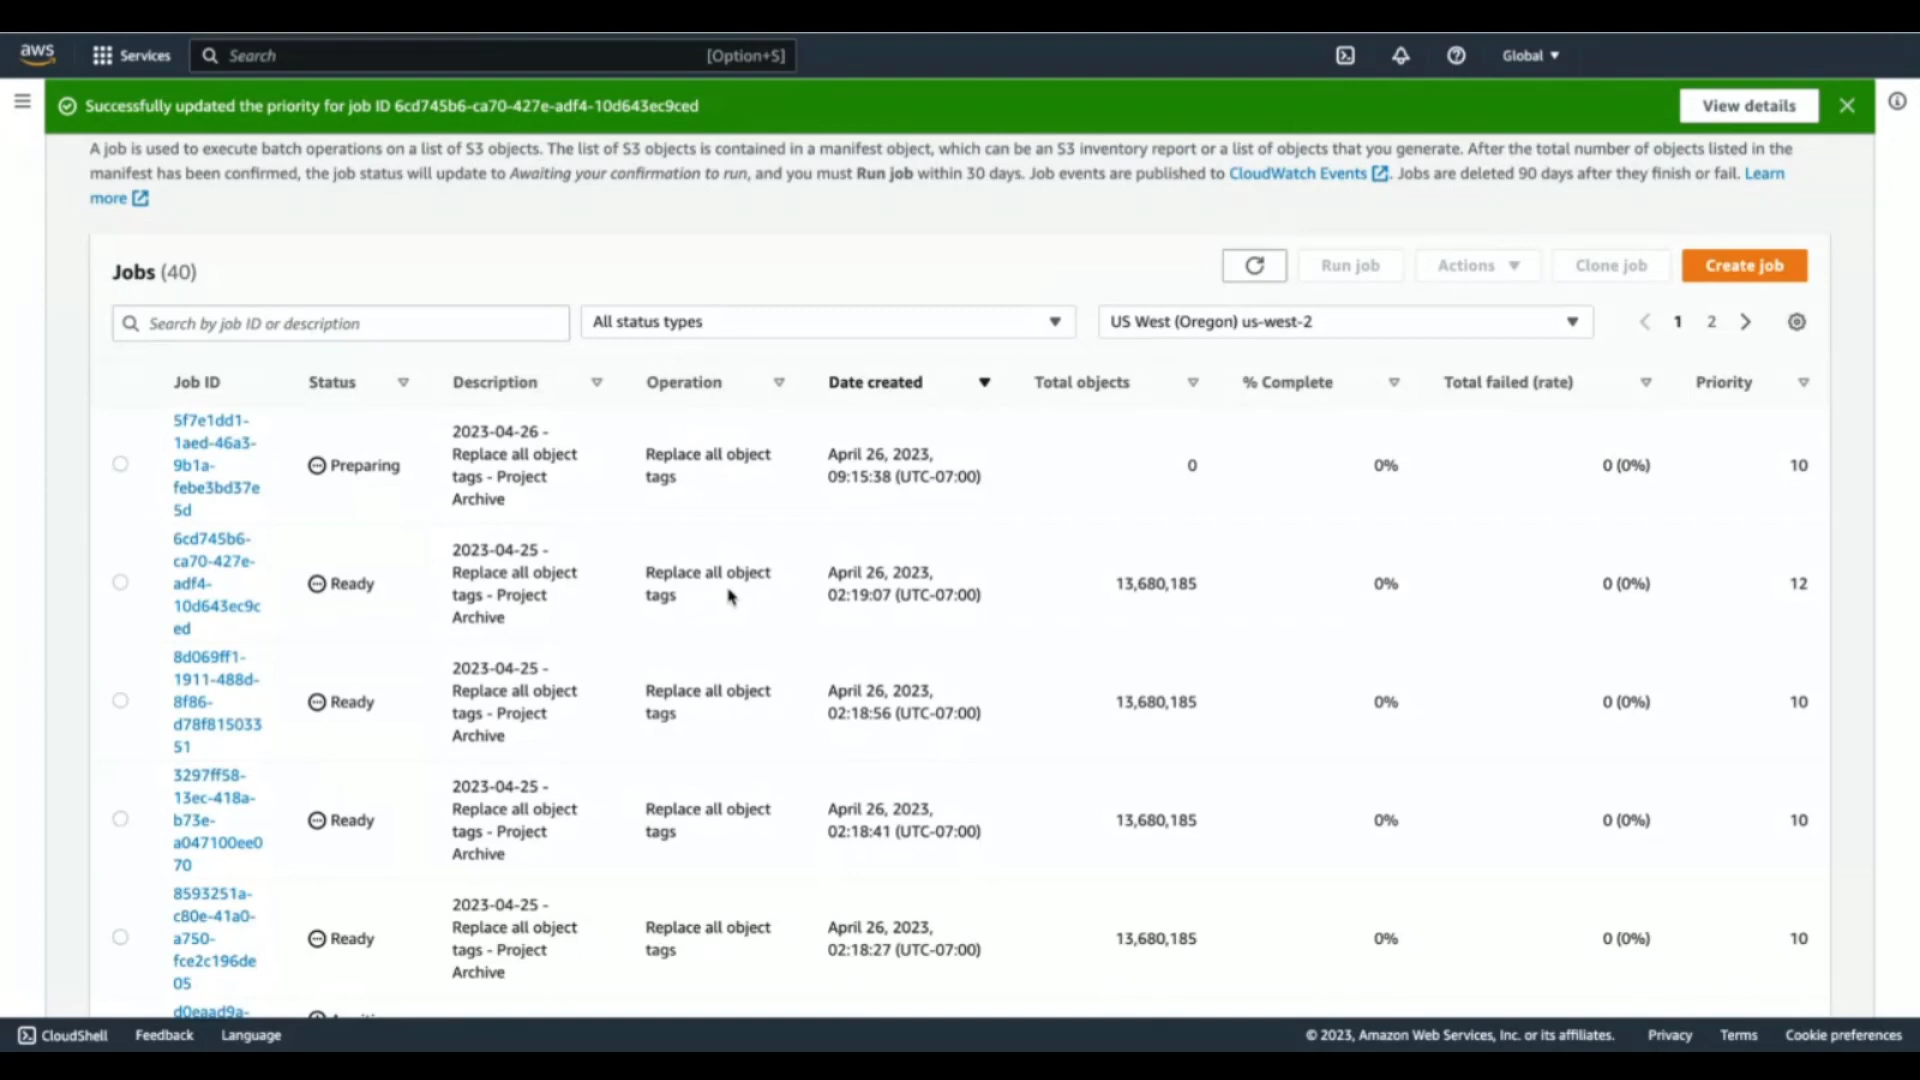 aws
Services
Search
[Option+S]
Global
Successfully updated the priority for job ID 6cd745b6-ca70-427e-adf4-10d643ec9ced
View details
A job is used to execute batch operations on a list of S3 objects. The list of S3 objects is contained in a manifest object, which can be an S3 inventory report or a list of objects that you generate. After the total number of objects listed in the
manifest has been confirmed, the job status will update to Awaiting your confirmation to run, and you must Run job within 30 days. Job events are published to CloudWatch Events. Jobs are deleted 90 days after they finish or fail. Learn
more
Jobs (40)
Run job
Actions
Clone job
Create job
Search by job ID or description
All status types
US West (Oregon) us-west-2
1
2
Job ID
Status
Description
Operation
Date created
Total objects
% Complete
Total failed (rate)
Priority
5f7e1dd1-
1aed-46a3-
9b1a-
febe3bd37e
5d
Preparing
2023-04-26 -
Replace all object
tags - Project
Archive
Replace all object
tags
April 26, 2023,
09:15:38 (UTC-07:00)
0
0%
0 (0%)
10
6cd745b6-
ca70-427e-
adf4-
10d643ec9c
ed
Ready
2023-04-25 -
Replace all object
tags - Project
Archive
Replace all object
tags
April 26, 2023,
02:19:07 (UTC-07:00)
13,680,185
0%
0 (0%)
12
8d069ff1-
1911-488d-
8f86-
d78f815033
51
Ready
2023-04-25 -
Replace all object
tags - Project
Archive
Replace all object
tags
April 26, 2023,
02:18:56 (UTC-07:00)
13,680,185
0%
0 (0%)
10
3297ff58-
13ec-418a-
b73e-
a047100ee0
70
Ready
2023-04-25 -
Replace all object
tags - Project
Archive
Replace all object
tags
April 26, 2023,
02:18:41 (UTC-07:00)
13,680,185
0%
0 (0%)
10
8593251a-
c80e-41a0-
a750-
fce2c196de
05
Ready
2023-04-25 -
Replace all object
tags - Project
Archive
Replace all object
tags
April 26, 2023,
02:18:27 (UTC-07:00)
13,680,185
0%
0 (0%)
10
d0eaad9a-
CloudShell
Feedback
Language
© 2023, Amazon Web Services, Inc. or its affiliates.
Privacy
Terms
Cookie preferences